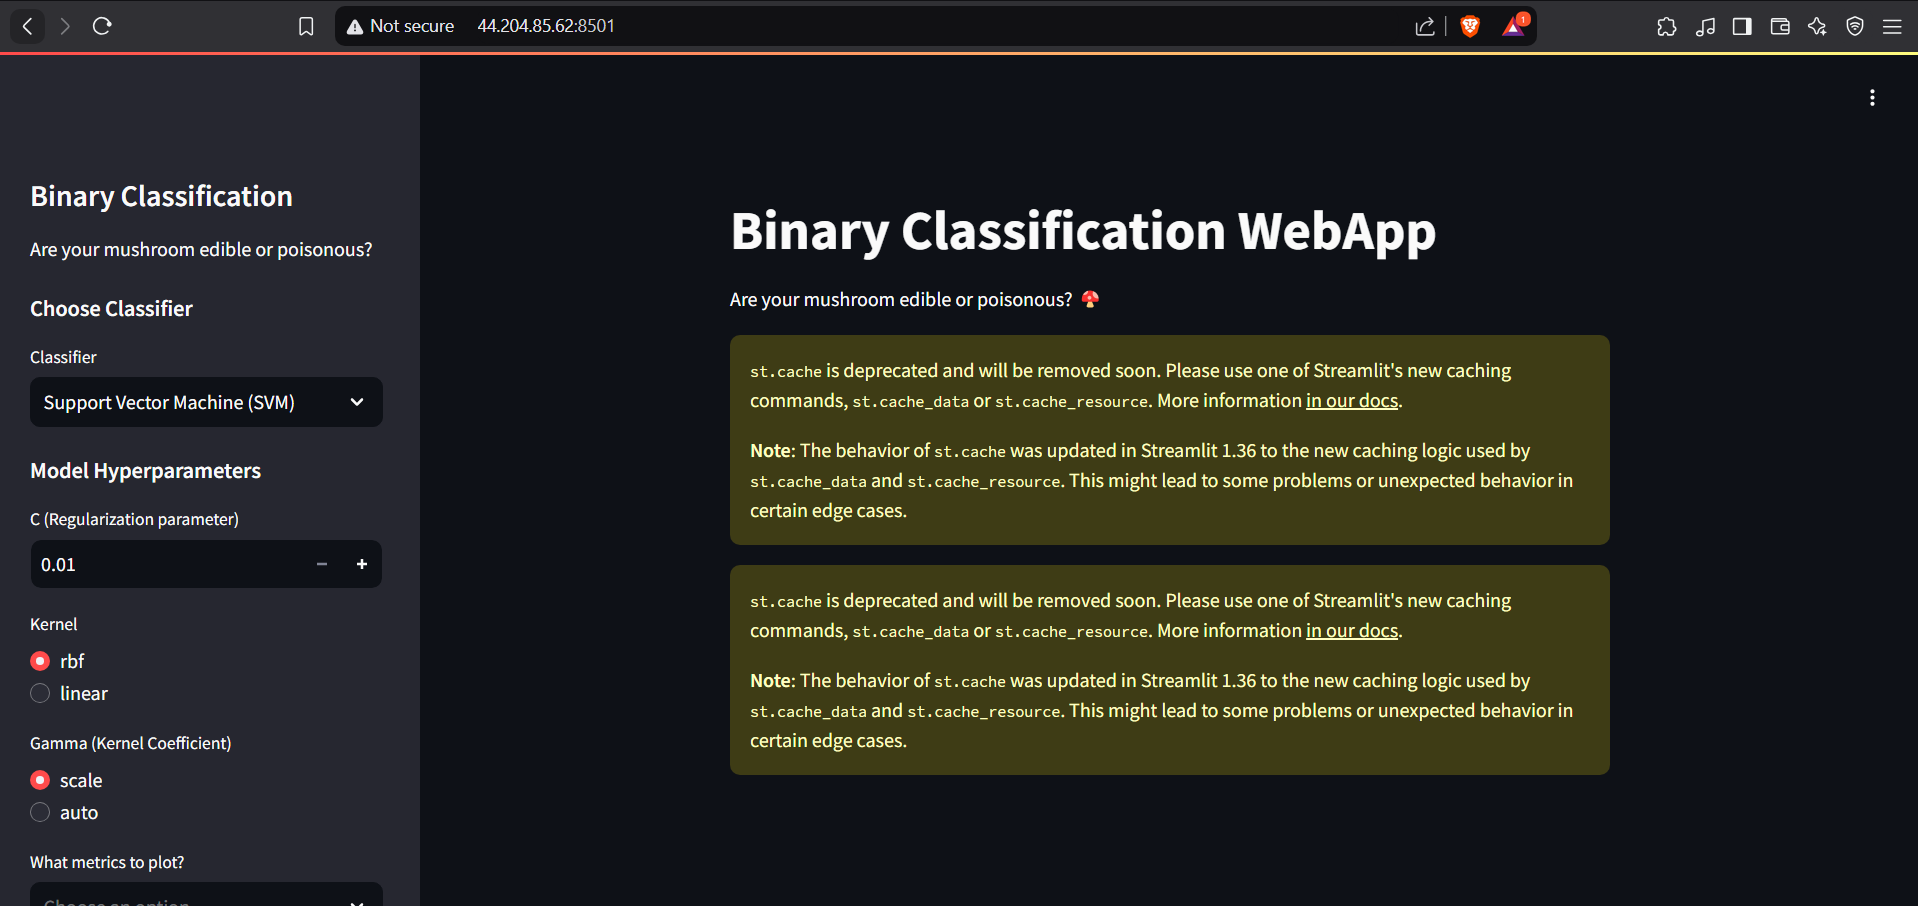 Not secure 44.204.85.62:8501
1
Binary Classification
Are your mushroom edible or poisonous?
Choose Classifier
Classifier
Support Vector Machine (SVM)
Model Hyperparameters
C (Regularization parameter)
0.01
Kernel
rbf
linear
Gamma (Kernel Coefficient)
scale
auto
What metrics to plot?
Choose an option
Binary Classification WebApp
Are your mushroom edible or poisonous? 🍄
st.cache is deprecated and will be removed soon. Please use one of Streamlit's new caching
commands, st.cache_data or st.cache_resource. More information in our docs.
Note: The behavior of st.cache was updated in Streamlit 1.36 to the new caching logic used by
st.cache_data and st.cache_resource. This might lead to some problems or unexpected behavior in
certain edge cases.
st.cache is deprecated and will be removed soon. Please use one of Streamlit's new caching
commands, st.cache_data or st.cache_resource. More information in our docs.
Note: The behavior of st.cache was updated in Streamlit 1.36 to the new caching logic used by
st.cache_data and st.cache_resource. This might lead to some problems or unexpected behavior in
certain edge cases.